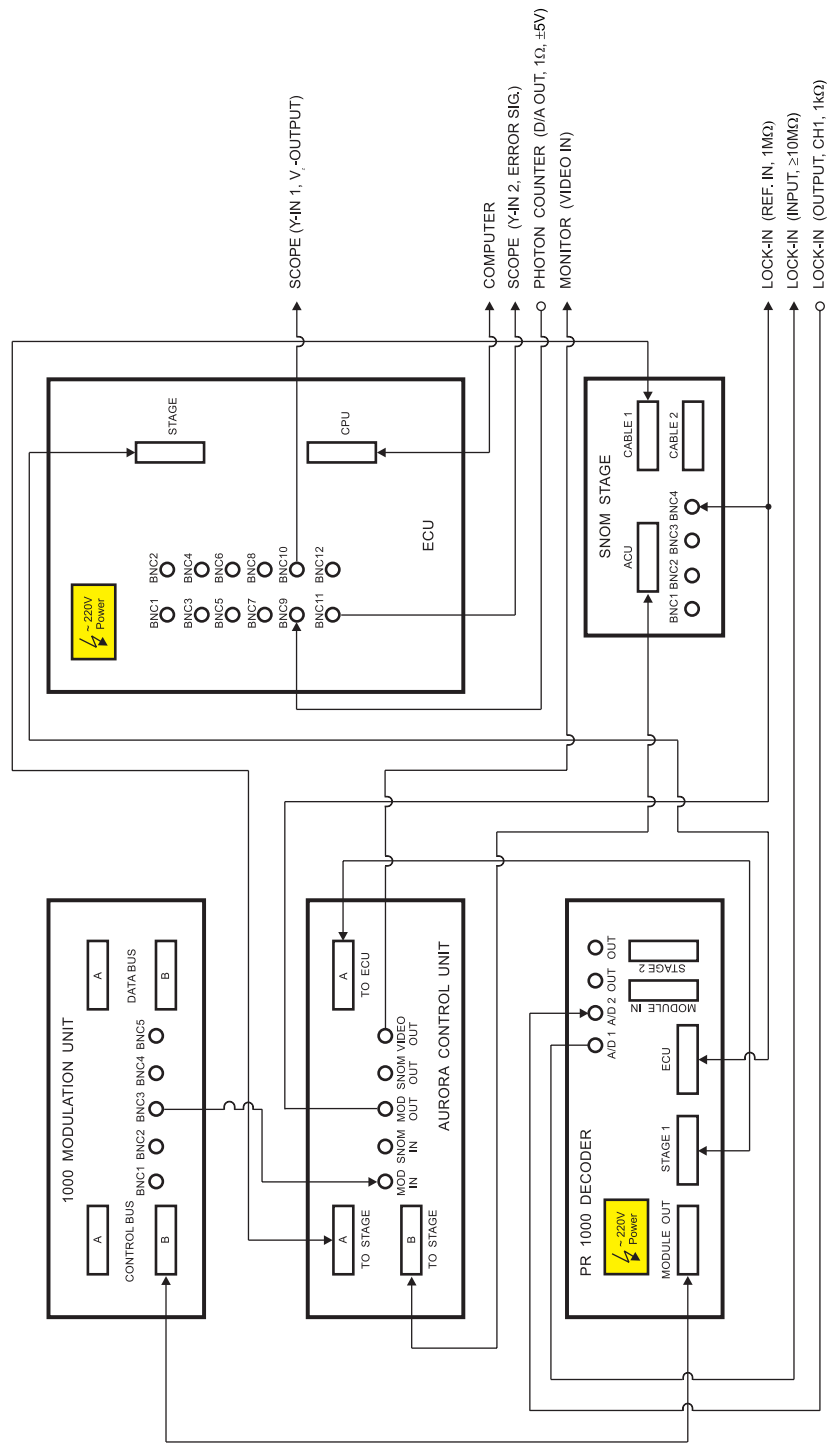 1000 MODULATION UNIT
A
A
CONTROL BUS
BNC1 BNC2 BNC3 BNC4 BNC5
DATA BUS
B
B
A
TO STAGE
B
TO STAGE
MOD IN
SNOM IN
MOD OUT
SNOM OUT
VIDEO OUT
A
TO ECU
AURORA CONTROL UNIT
PR 1000 DECODER
~ 220V
Power
MODULE OUT
STAGE 1
ECU
A/D 1 A/D 2 OUT OUT
MODULE IN
STAGE 2
~ 220V
Power
BNC1 BNC2
BNC3 BNC4
BNC5 BNC6
BNC7 BNC8
BNC9 BNC10
BNC11 BNC12
STAGE
CPU
ECU
SNOM STAGE
ACU
CABLE 1
BNC1 BNC2 BNC3 BNC4
CABLE 2
SCOPE (Y-IN 1, Vz-OUTPUT)
COMPUTER
SCOPE (Y-IN 2, ERROR SIG.)
PHOTON COUNTER (D/A OUT, 1Ω, ±5V)
MONITOR (VIDEO IN)
LOCK-IN (REF. IN, 1MΩ)
LOCK-IN (INPUT, ≥10MΩ)
LOCK-IN (OUTPUT, CH1, 1kΩ)